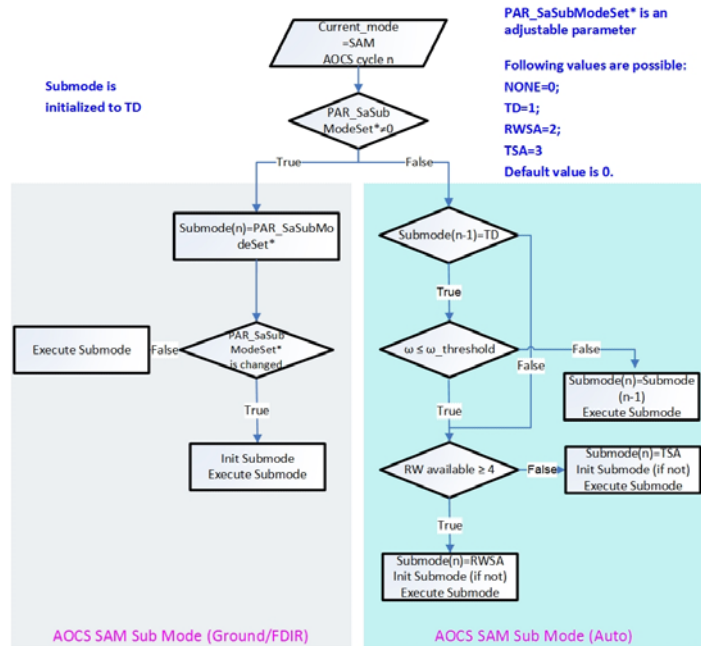 Current_mode
=SAM
AOCS cycle n
PAR_SaSubModeSet* is an
adjustable parameter
Following values are possible:
NONE=0;
TD=1;
RWSA=2;
TSA=3
Default value is 0.
Submode is
initialized to TD
PAR_SaSub
ModeSet*≠0
True
False
Submode(n)=PAR_SaSubMo
deSet*
Submode(n-1)=TD
True
PAR_SaSub
ModeSet*
is changed
False
Execute Submode
ω ≤ ω_threshold
False
False
Submode(n)=Submode
(n-1)
Execute Submode
True
True
Init Submode
Execute Submode
RW available ≥ 4
False
Submode(n)=TSA
Init Submode (if not)
Execute Submode
True
Submode(n)=RWSA
Init Submode (if not)
Execute Submode
AOCS SAM Sub Mode (Ground/FDIR)
AOCS SAM Sub Mode (Auto)